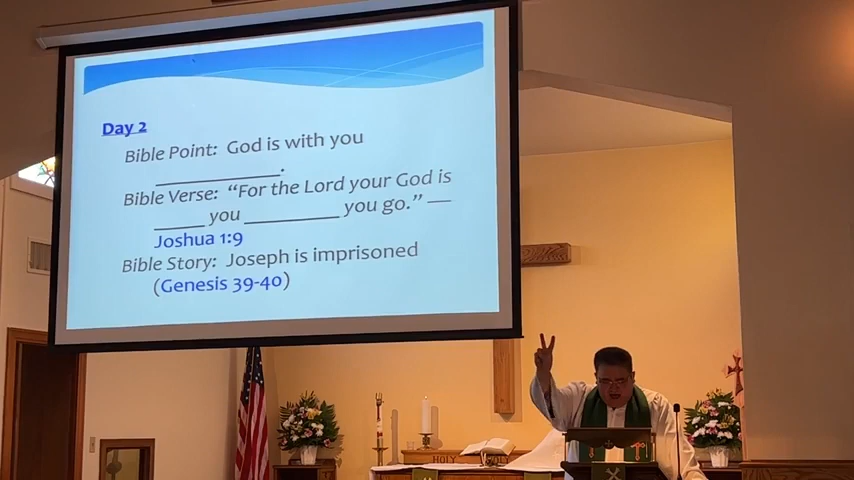 Day 2
Bible Point: God is with you
____________.
Bible Verse: “For the Lord your God is
_____ you _________ you go.” —
Joshua 1:9
Bible Story: Joseph is imprisoned
(Genesis 39-40)
HOLY HOLY